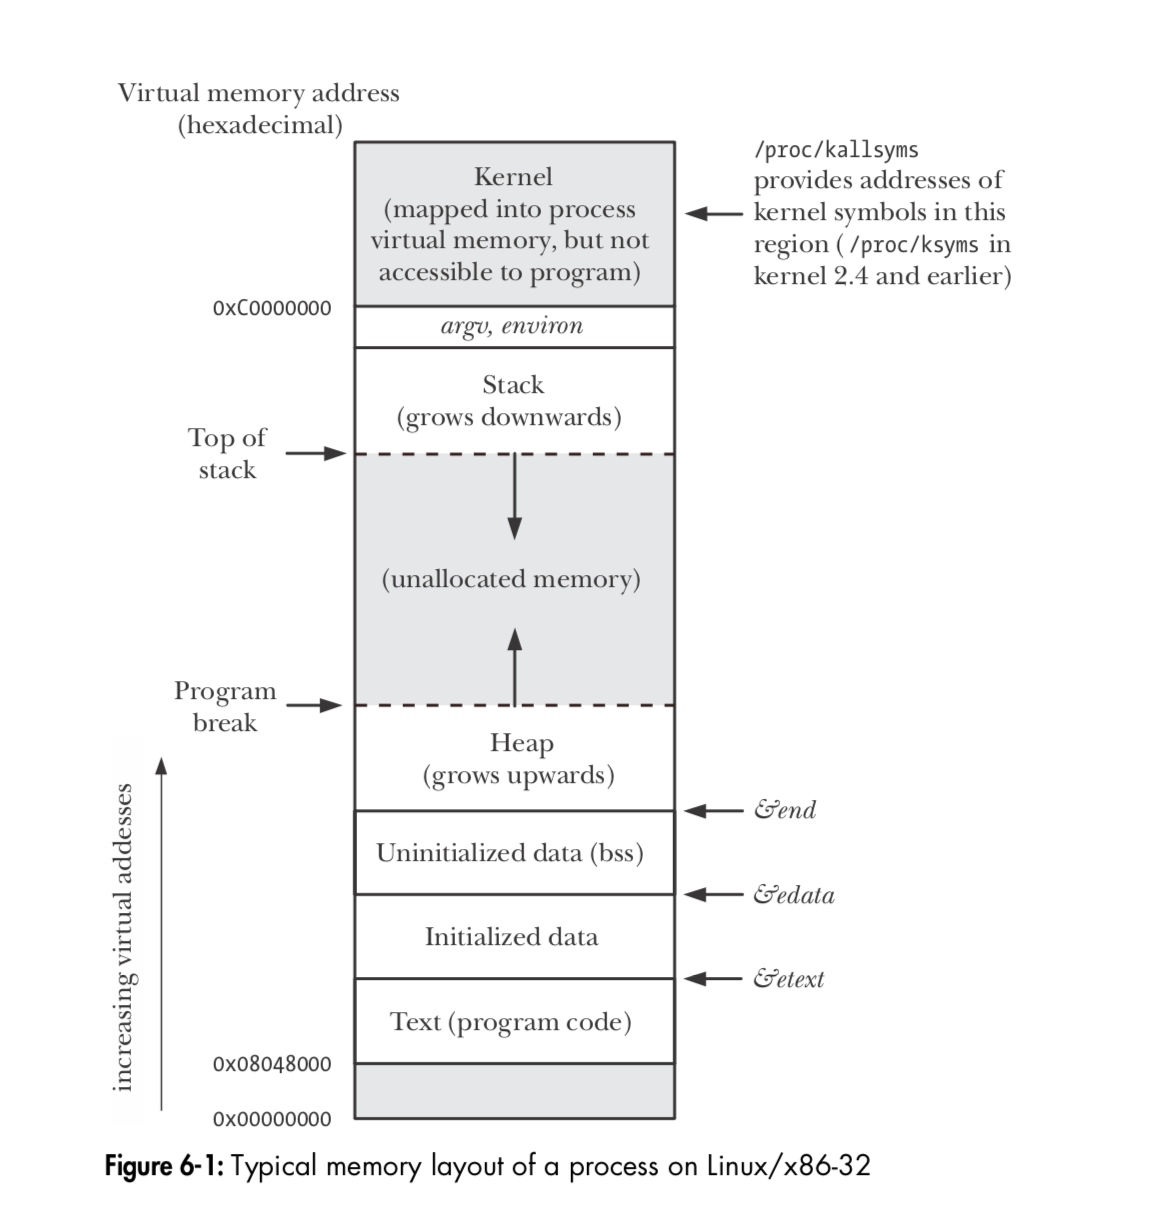 Virtual memory address
(hexadecimal)
Kernel
(mapped into process
virtual memory, but not
accessible to program)
/proc/kallsyms
provides addresses of
kernel symbols in this
region (/proc/ksyms in
kernel 2.4 and earlier)
0xC0000000
argv, environ
Stack
(grows downwards)
Top of
stack
(unallocated memory)
Program
break
Heap
(grows upwards)
&end
Uninitialized data (bss)
&edata
Initialized data
&etext
Text (program code)
increasing virtual addesses
0x08048000
0x00000000
Figure 6-1: Typical memory layout of a process on Linux/x86-32